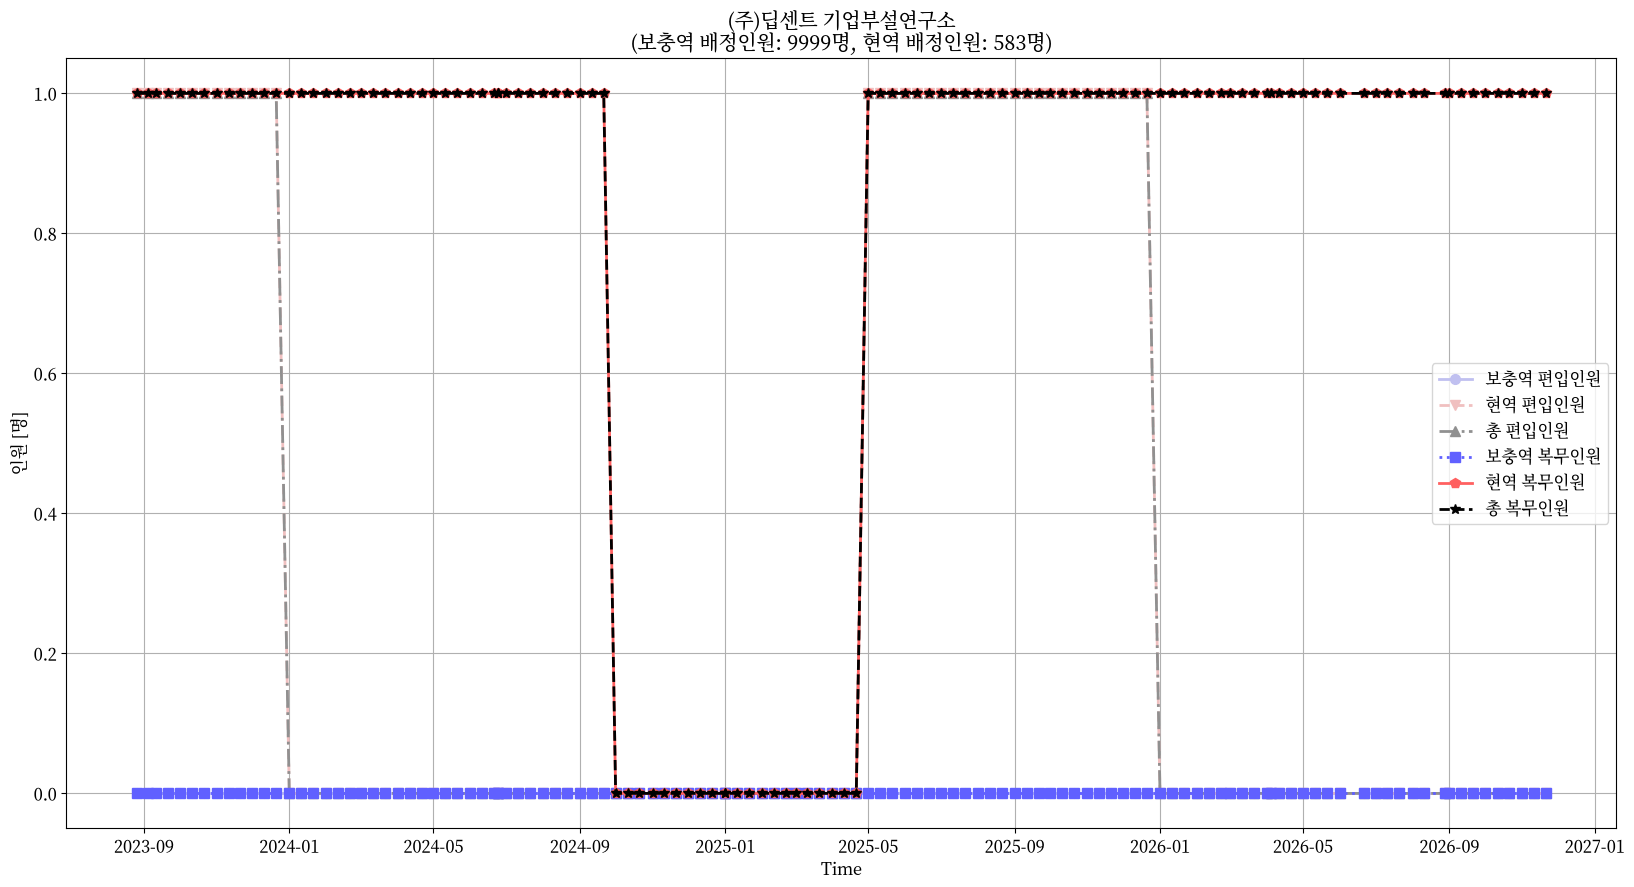 (주)딥센트 기업부설연구소
(보충역 배정인원: 9999명, 현역 배정인원: 583명)
인원 [명]
1.0
0.8
0.6
0.4
0.2
0.0
보충역 편입인원
현역 편입인원
총 편입인원
보충역 복무인원
현역 복무인원
총 복무인원
2023-09 2024-01 2024-05 2024-09 2025-01 2025-05 2025-09 2026-01 2026-05 2026-09 2027-01
Time